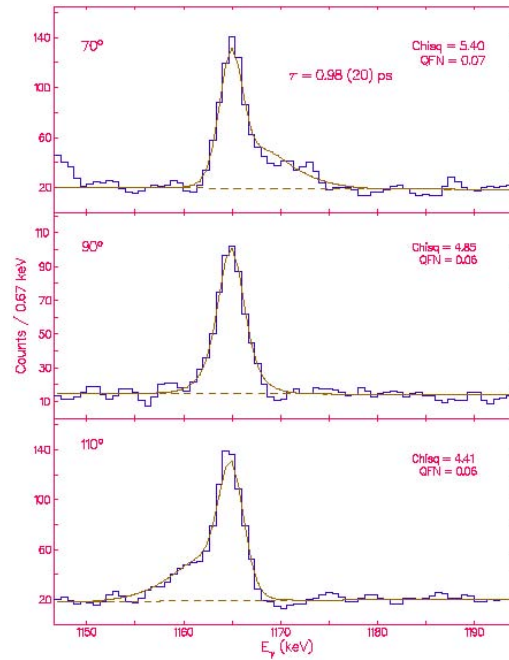 140
70°
Chisq = 5.40
QFN = 0.07
τ = 0.98 (20) ps
100
60
20
110
90°
Chisq = 4.85
QFN = 0.06
90
70
50
30
10
Counts / 0.67 keV
110°
140
Chisq = 4.41
QFN = 0.06
100
60
20
1150 1160 1170 1180 1190
Eγ (keV)